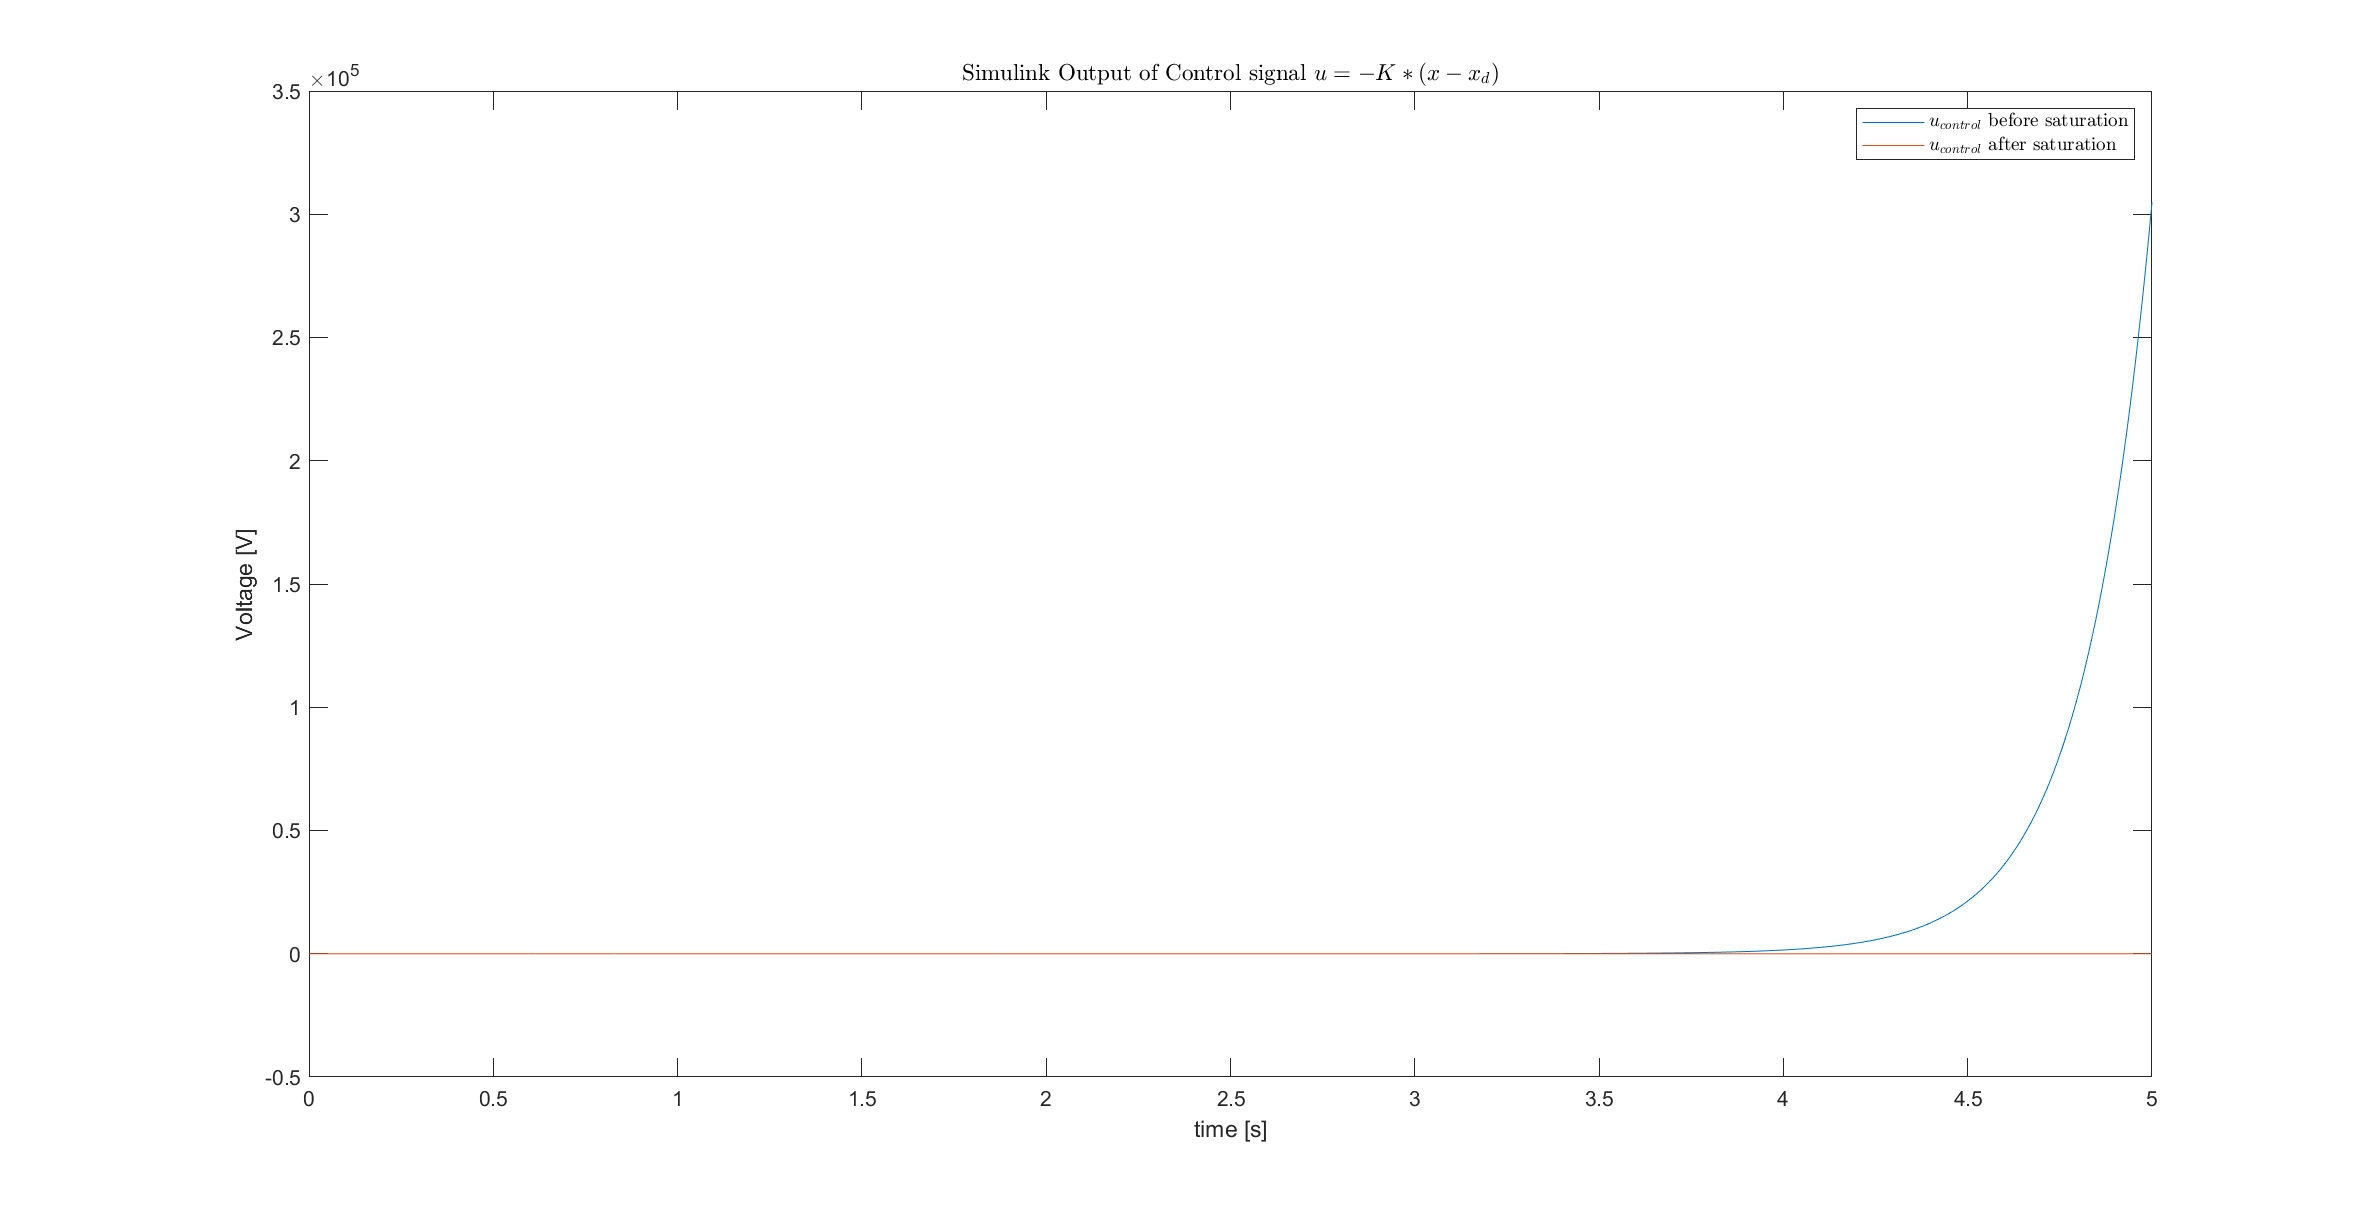 Simulink Output of Control signal u = −K ∗ (x − x_d)
×10^5
3.5
3
2.5
2
1.5
1
0.5
0
-0.5
Voltage [V]
u_control before saturation
u_control after saturation
0 0.5 1 1.5 2 2.5 3 3.5 4 4.5 5
time [s]